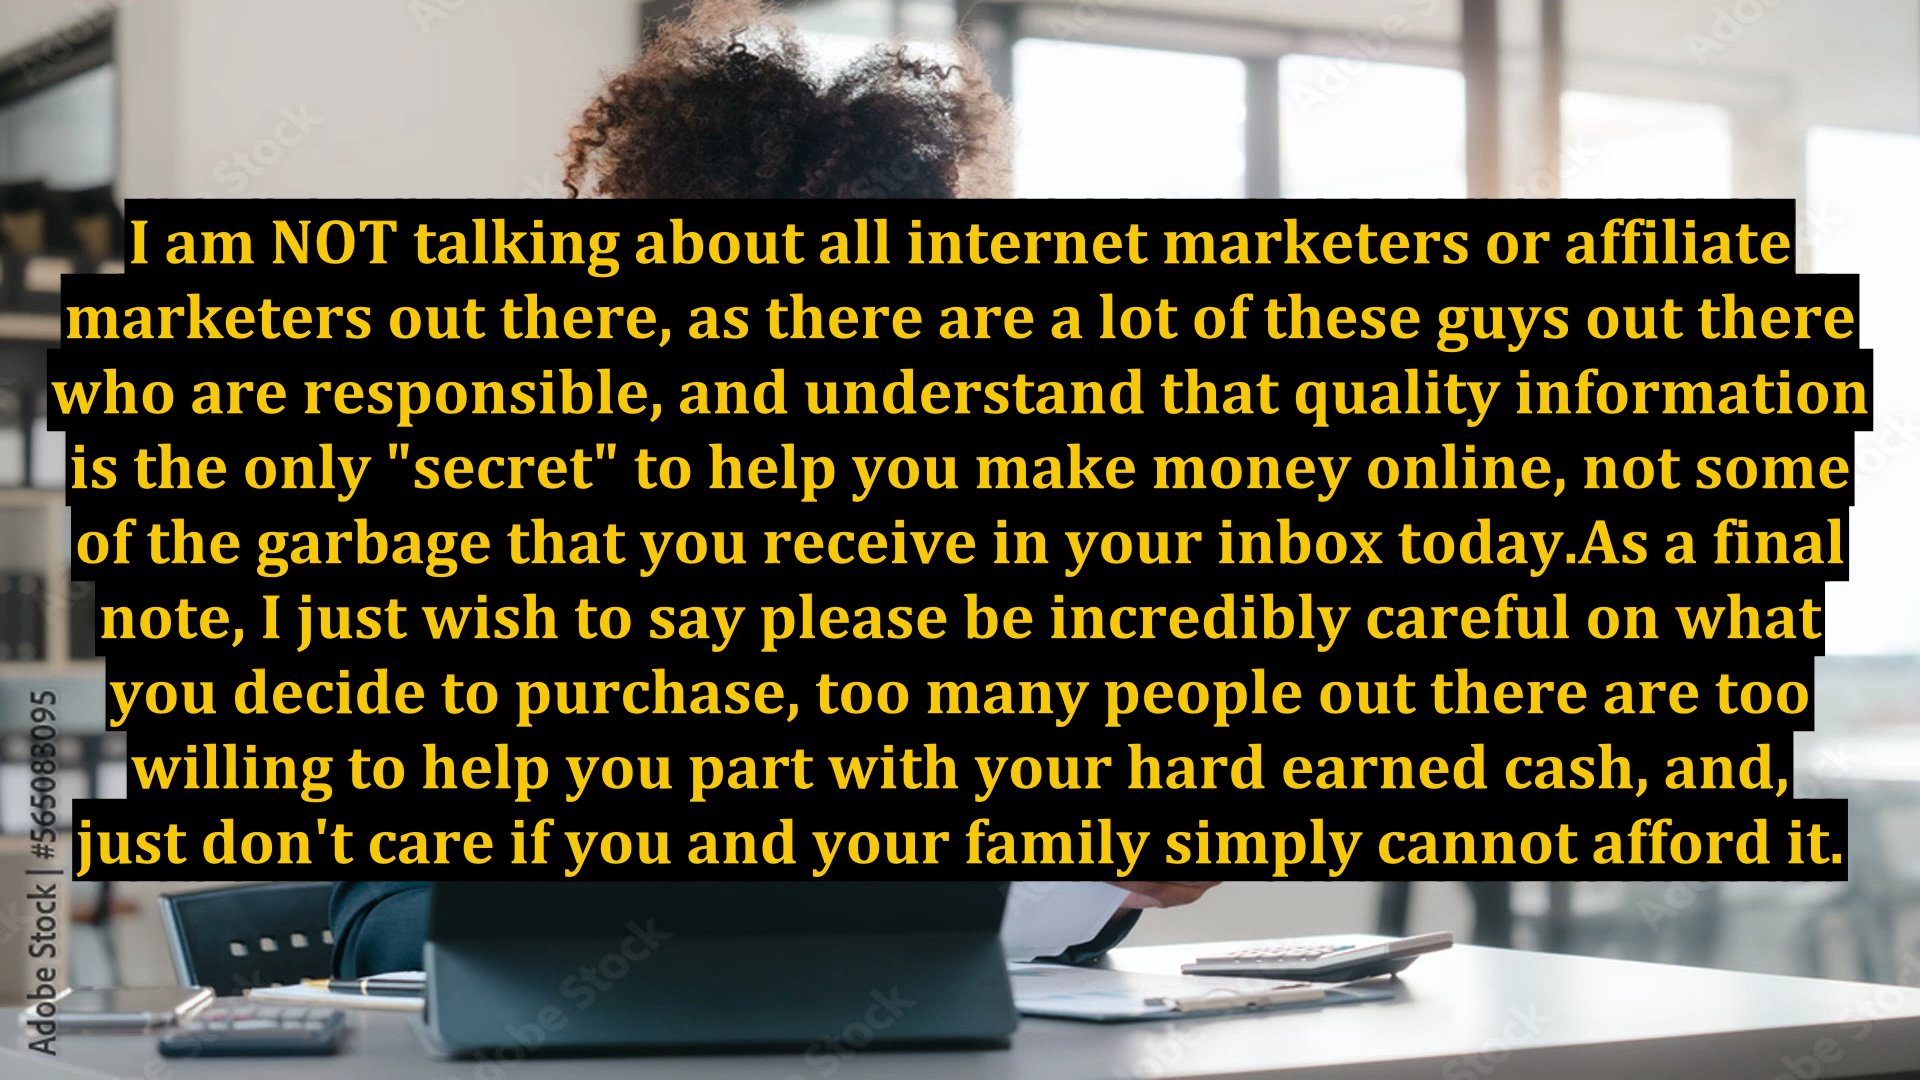 I am NOT talking about all internet marketers or affiliate
marketers out there, as there are a lot of these guys out there
who are responsible, and understand that quality information
is the only "secret" to help you make money online, not some
of the garbage that you receive in your inbox today.As a final
note, I just wish to say please be incredibly careful on what
you decide to purchase, too many people out there are too
willing to help you part with your hard earned cash, and,
just don't care if you and your family simply cannot afford it.
Adobe Stock | #565088095